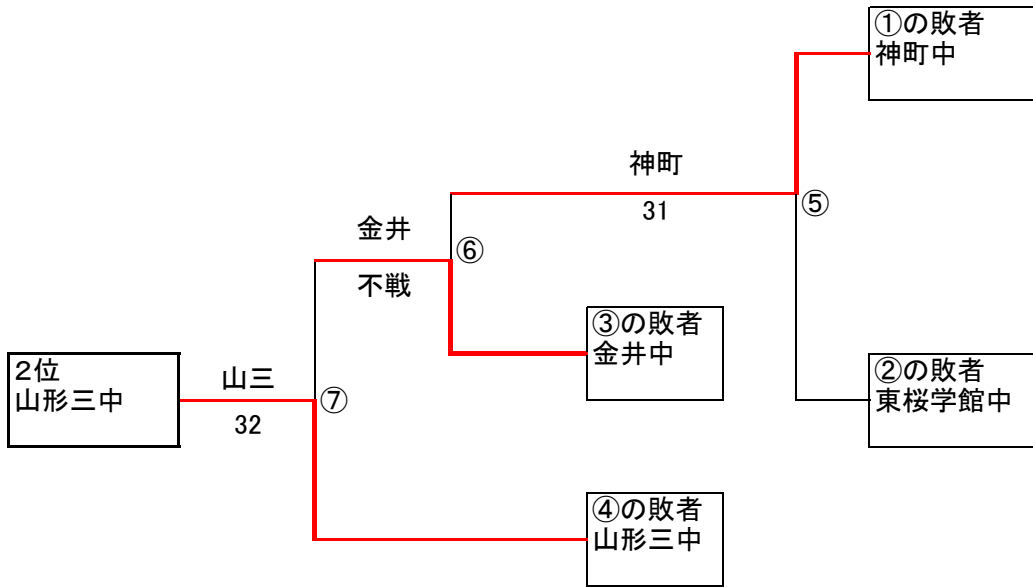 ①の敗者
神町中
神町
31
⑤
金井
不戦
⑥
③の敗者
金井中
2位
山形三中
山三
32
⑦
②の敗者
東桜学館中
④の敗者
山形三中